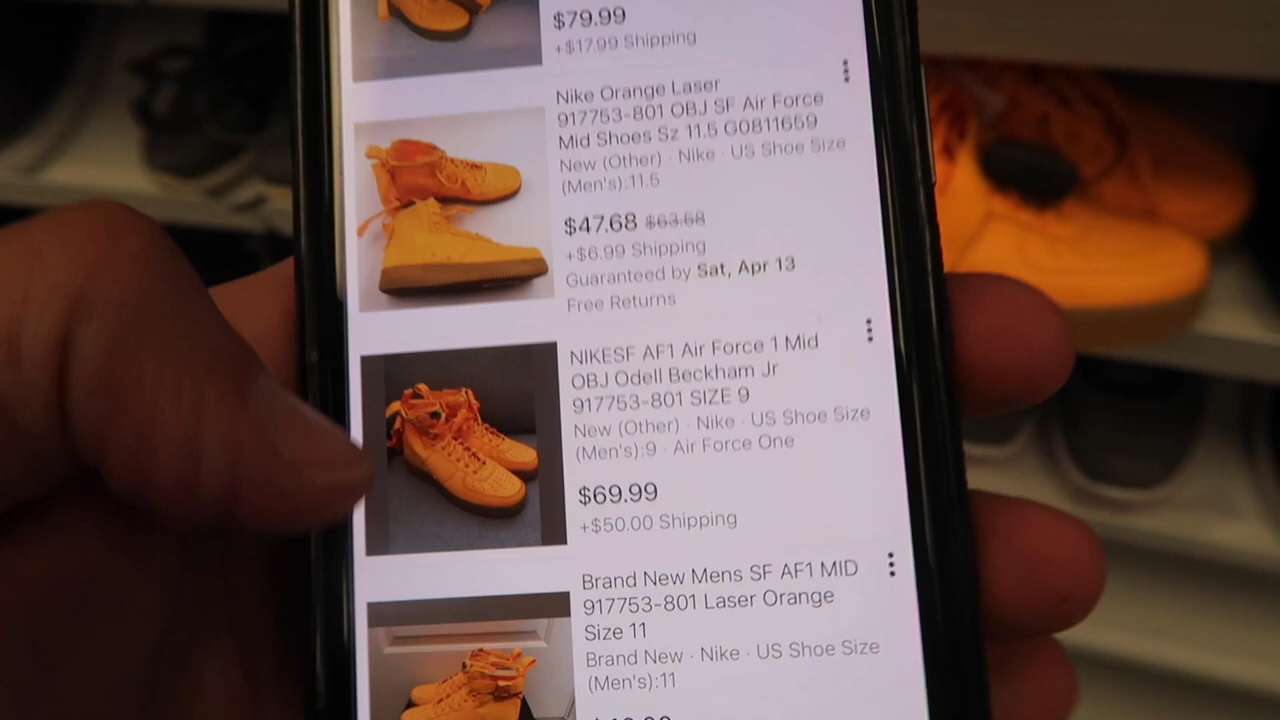 $79.99
+$17.99 Shipping
Nike Orange Laser
917753-801 OBJ SF Air Force
Mid Shoes Sz 11.5 G0811659
New (Other) · Nike · US Shoe Size
(Men's):11.5
$47.68 $63.58
+$6.99 Shipping
Guaranteed by Sat, Apr 13
Free Returns
NIKESF AF1 Air Force 1 Mid
OBJ Odell Beckham Jr
917753-801 SIZE 9
New (Other) · Nike · US Shoe Size
(Men's):9 · Air Force One
$69.99
+$50.00 Shipping
Brand New Mens SF AF1 MID
917753-801 Laser Orange
Size 11
Brand New · Nike · US Shoe Size
(Men's):11